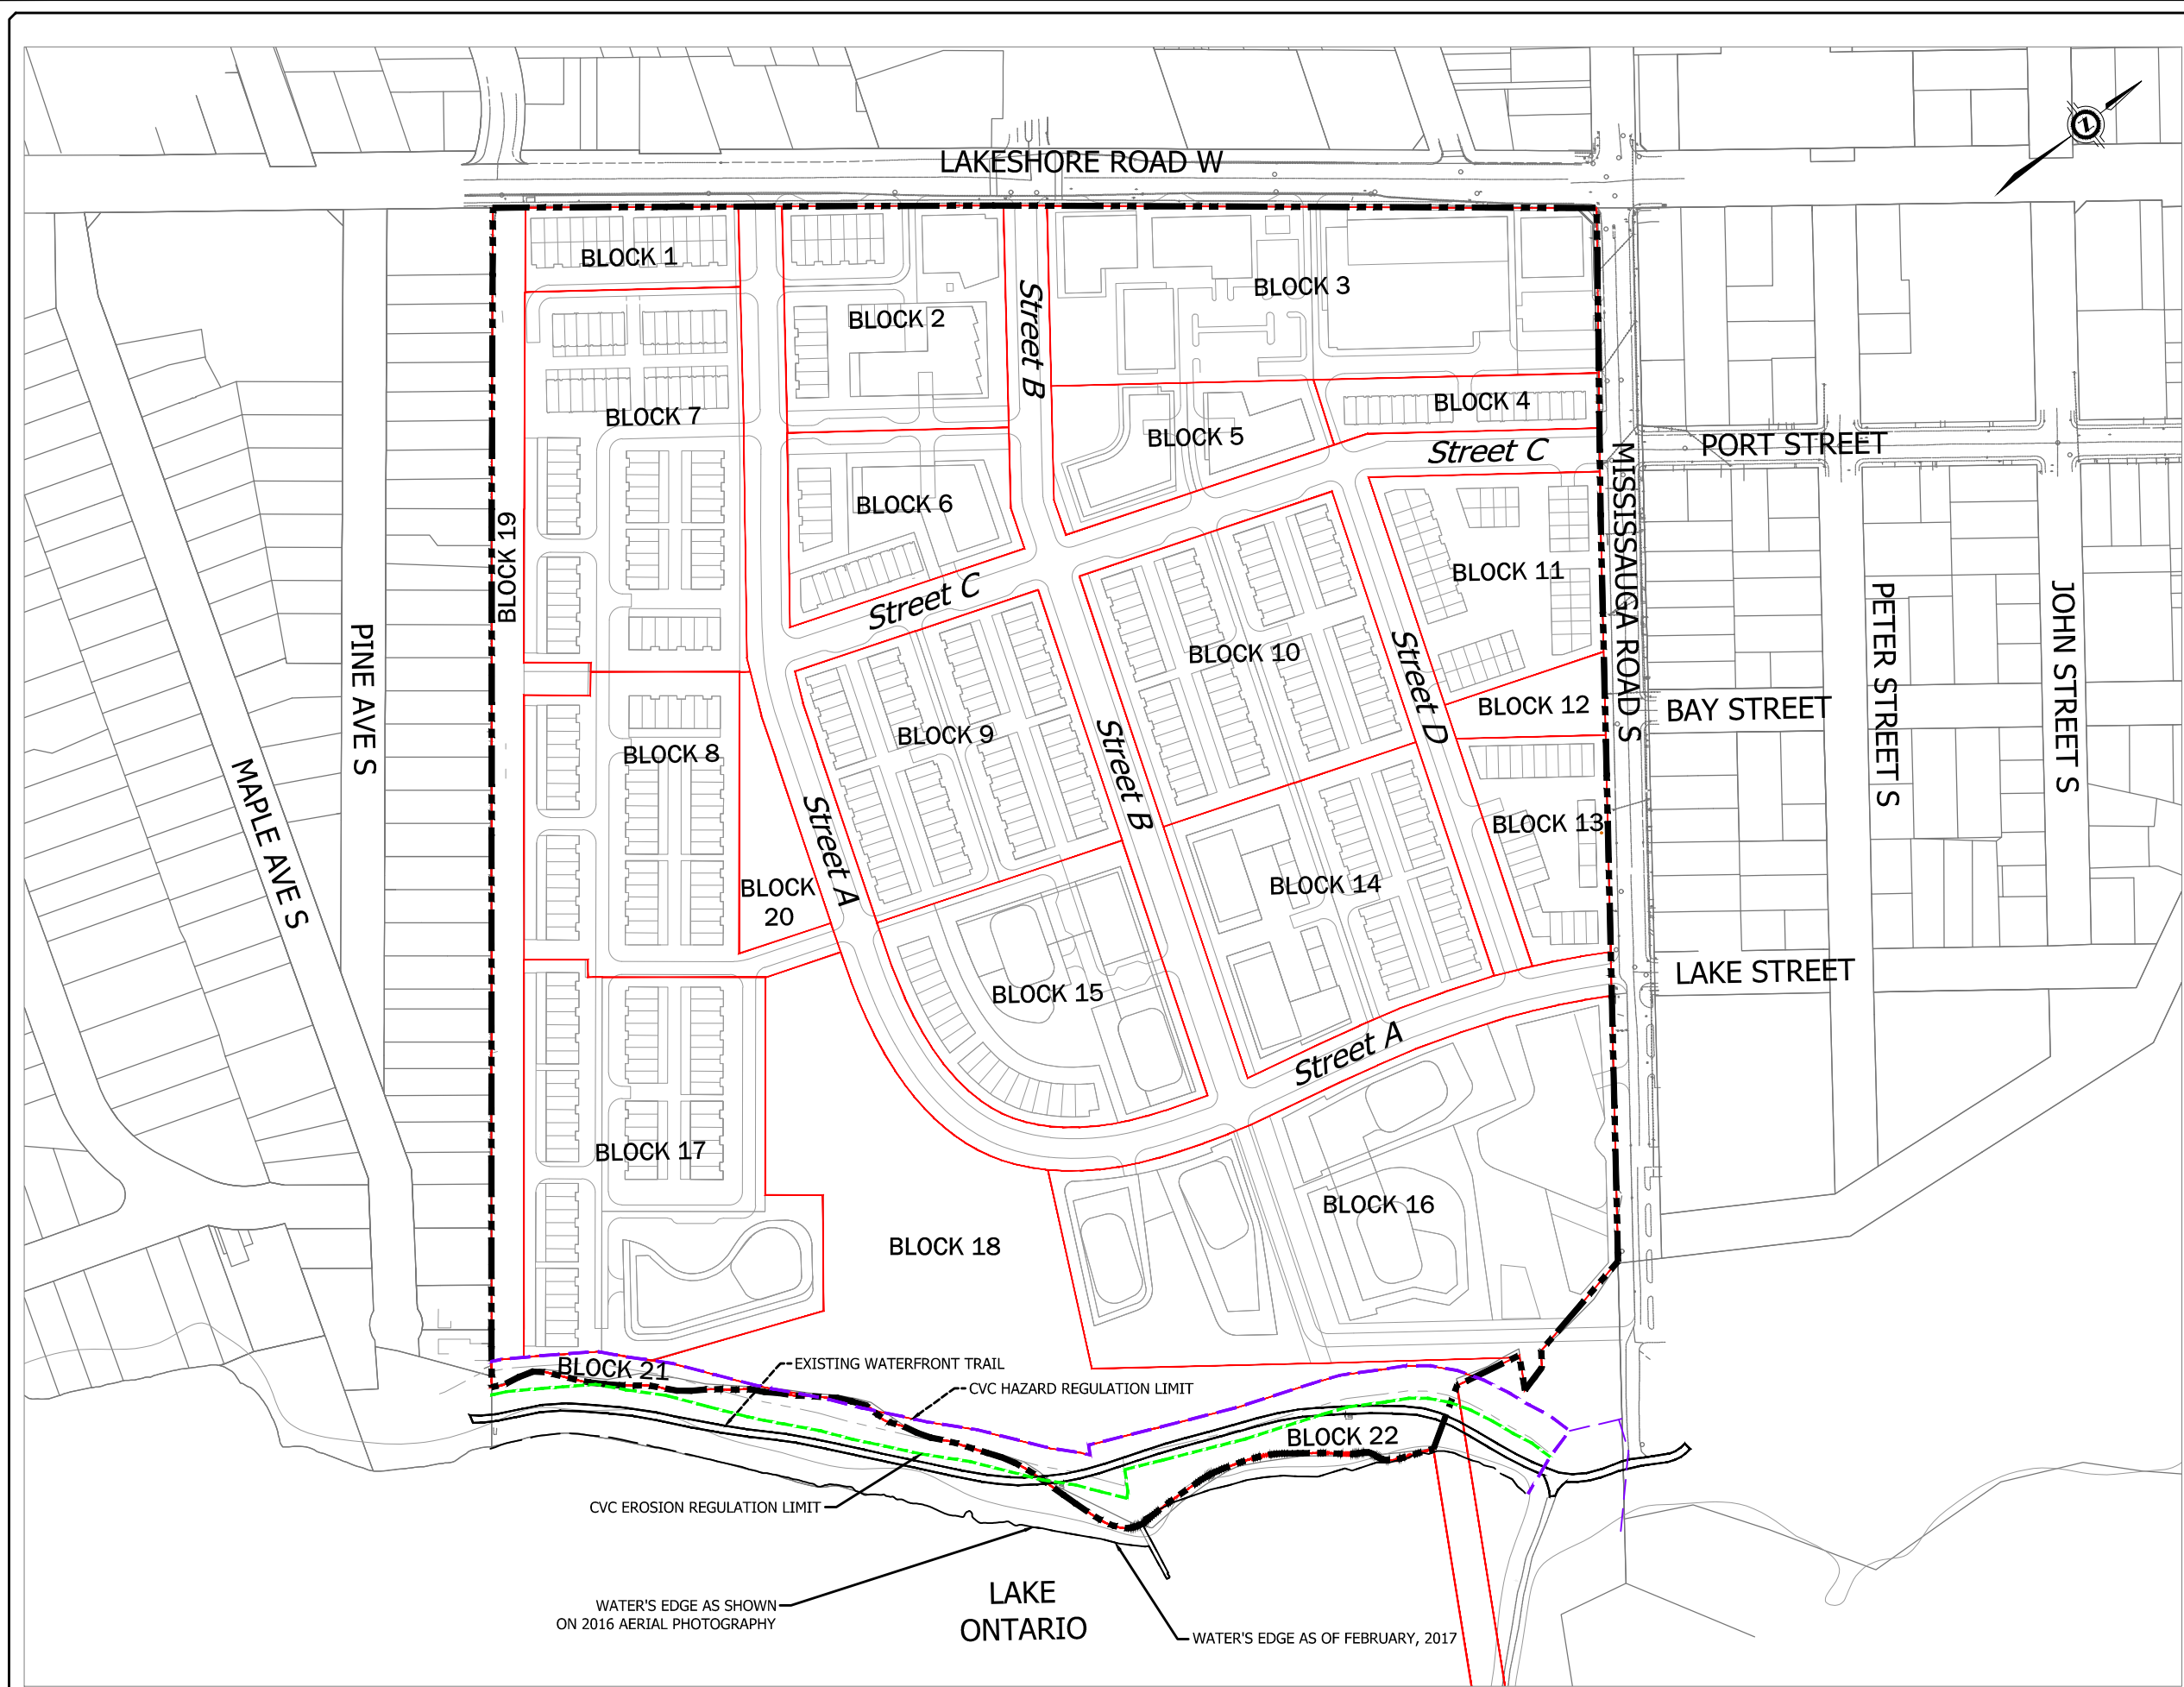 LAKESHORE ROAD W
BLOCK 1
BLOCK 2
Street B
BLOCK 3
BLOCK 4
BLOCK 7
BLOCK 5
Street C
PORT STREET
BLOCK 6
BLOCK 19
BLOCK 11
MISSISSAUGA ROAD S
Street C
PINE AVE S
BLOCK 10
Street D
PETER STREET S
JOHN STREET S
BLOCK 12
BAY STREET
BLOCK 9
BLOCK 8
Street B
MAPLE AVE S
Street A
BLOCK 13
BLOCK
20
BLOCK 14
BLOCK 15
LAKE STREET
Street A
BLOCK 17
BLOCK 16
BLOCK 18
BLOCK 21
EXISTING WATERFRONT TRAIL
CVC HAZARD REGULATION LIMIT
BLOCK 22
CVC EROSION REGULATION LIMIT
WATER'S EDGE AS SHOWN
ON 2016 AERIAL PHOTOGRAPHY
LAKE
ONTARIO
WATER'S EDGE AS OF FEBRUARY, 2017
Z